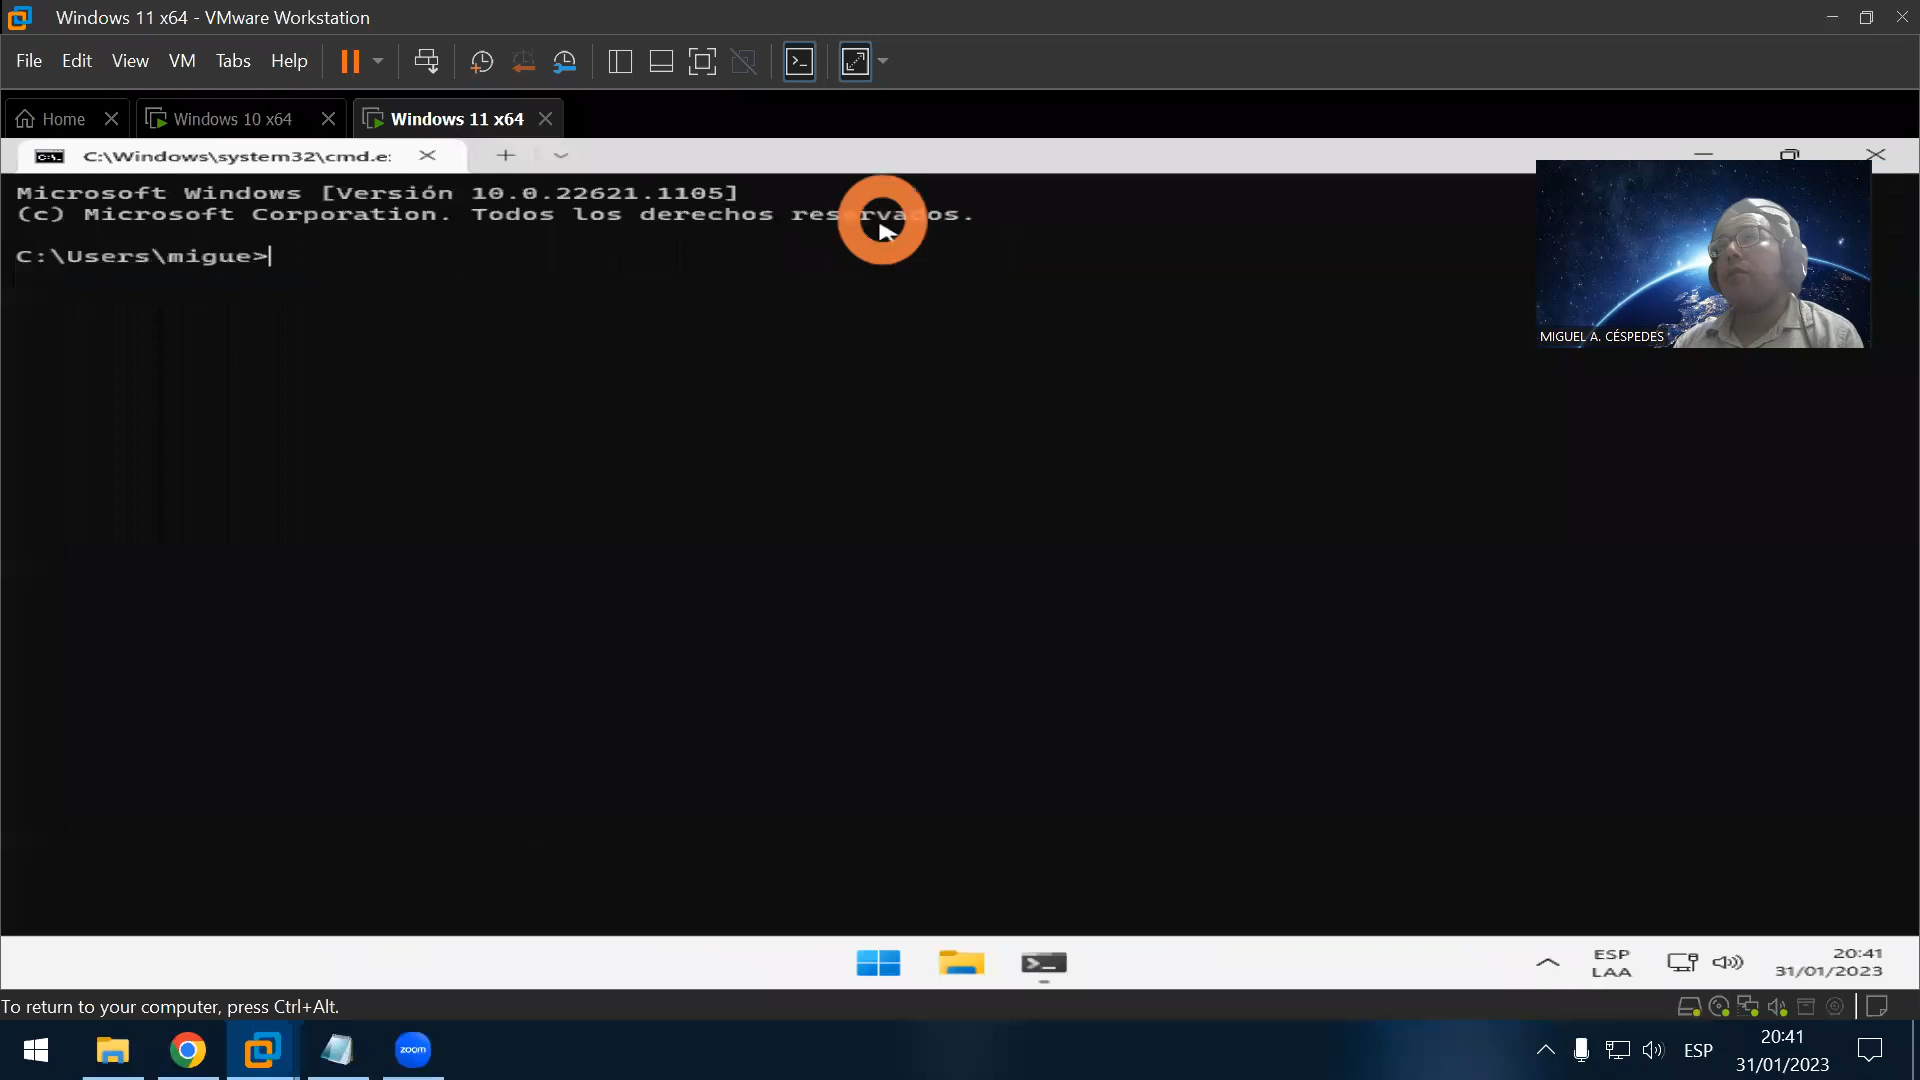 Windows 11 x64 - VMware Workstation
File Edit View VM Tabs Help
Home Windows 10 x64 Windows 11 x64
C:\Windows\system32\cmd.e:
Microsoft Windows [Versión 10.0.22621.1105]
(c) Microsoft Corporation. Todos los derechos reservados.
C:\Users\migue>
MIGUEL A. CÉSPEDES
ESP
LAA
20:41
31/01/2023
To return to your computer, press Ctrl+Alt.
zoom
ESP
20:41
31/01/2023